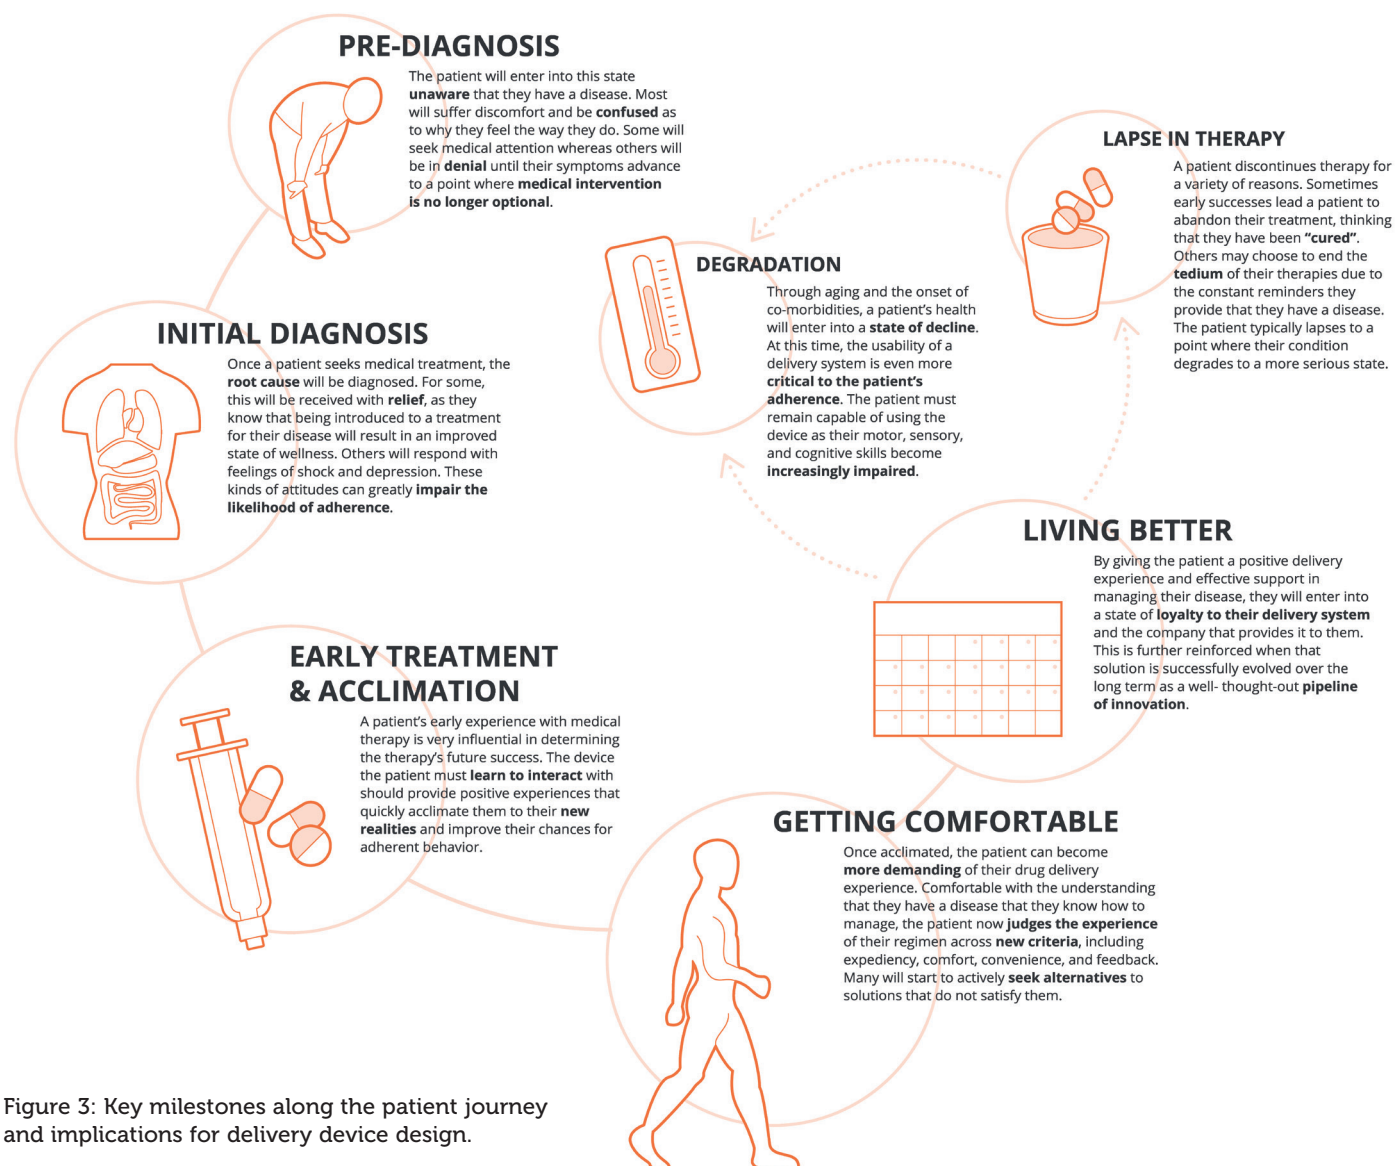 PRE-DIAGNOSIS
The patient will enter into this state
unaware that they have a disease. Most
will suffer discomfort and be confused as
to why they feel the way they do. Some will
seek medical attention whereas others will
be in denial until their symptoms advance
to a point where medical intervention
is no longer optional.
INITIAL DIAGNOSIS
Once a patient seeks medical treatment, the
root cause will be diagnosed. For some,
this will be received with relief, as they
know that being introduced to a treatment
for their disease will result in an improved
state of wellness. Others will respond with
feelings of shock and depression. These
kinds of attitudes can greatly impair the
likelihood of adherence.
EARLY TREATMENT
& ACCLIMATION
A patient's early experience with medical
therapy is very influential in determining
the therapy's future success. The device
the patient must learn to interact with
should provide positive experiences that
quickly acclimate them to their new
realities and improve their chances for
adherent behavior.
GETTING COMFORTABLE
Once acclimated, the patient can become
more demanding of their drug delivery
experience. Comfortable with the understanding
that they have a disease that they know how to
manage, the patient now judges the experience
of their regimen across new criteria, including
expediency, comfort, convenience, and feedback.
Many will start to actively seek alternatives to
solutions that do not satisfy them.
LIVING BETTER
By giving the patient a positive delivery
experience and effective support in
managing their disease, they will enter into
a state of loyalty to their delivery system
and the company that provides it to them.
This is further reinforced when that
solution is successfully evolved over the
long term as a well- thought-out pipeline
of innovation.
LAPSE IN THERAPY
A patient discontinues therapy for
a variety of reasons. Sometimes
early successes lead a patient to
abandon their treatment, thinking
that they have been “cured”.
Others may choose to end the
tedium of their therapies due to
the constant reminders they
provide that they have a disease.
The patient typically lapses to a
point where their condition
degrades to a more serious state.
DEGRADATION
Through aging and the onset of
co-morbidities, a patient's health
will enter into a state of decline.
At this time, the usability of a
delivery system is even more
critical to the patient's
adherence. The patient must
remain capable of using the
device as their motor, sensory,
and cognitive skills become
increasingly impaired.
Figure 3: Key milestones along the patient journey
and implications for delivery device design.